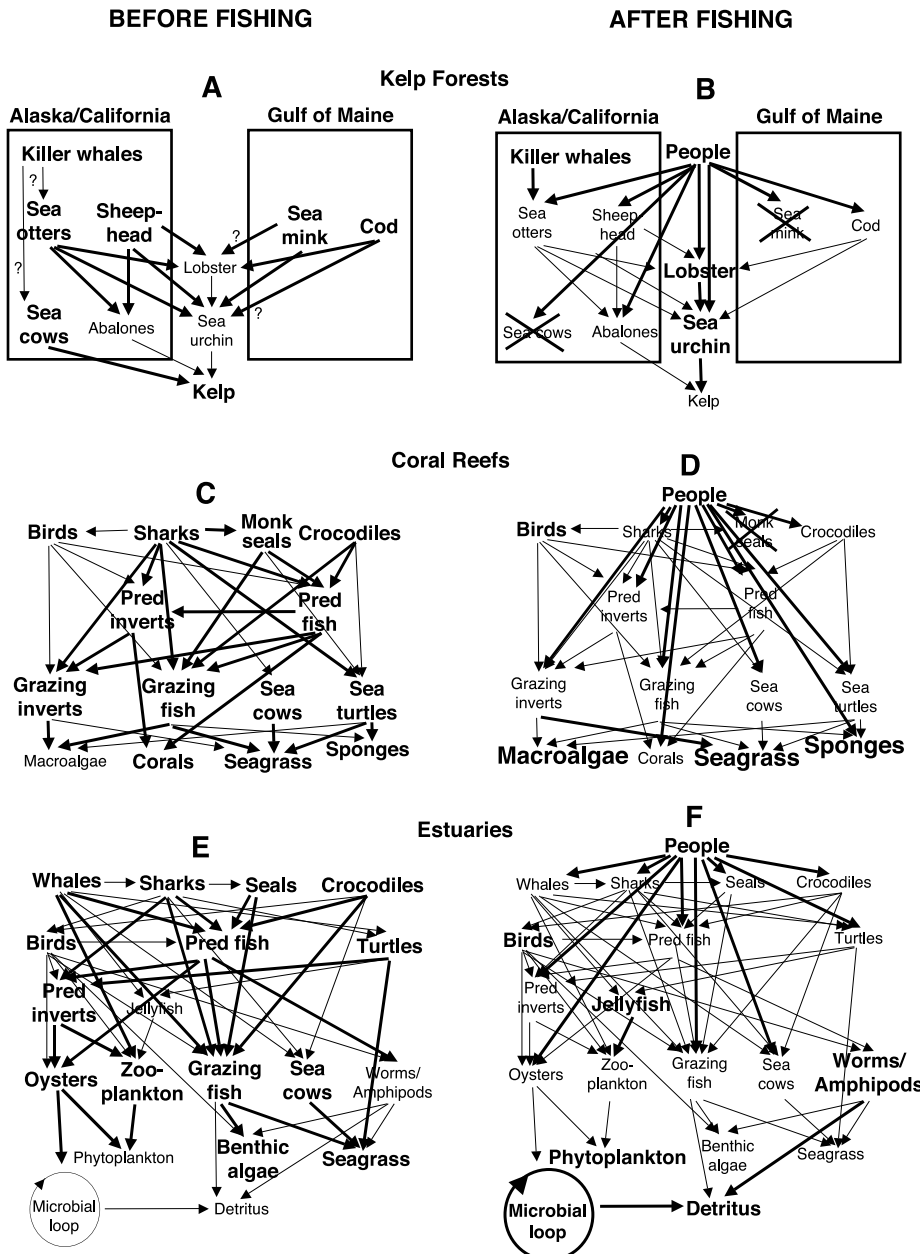 BEFORE FISHING
AFTER FISHING
Kelp Forests
A
Alaska/California
Gulf of Maine
Killer whales
?
Sea
otters
Sheep-
head
?
Sea
mink
Cod
?
Lobster
Sea
cows
Abalones
Sea
urchin
?
Kelp
B
Alaska/California
Gulf of Maine
Killer whales
People
Sea
otters
Sheep-
head
Sea
mink
Cod
Lobster
Sea cows
Abalones
Sea
urchin
Kelp
Coral Reefs
C
Birds
Sharks
Monk
seals
Crocodiles
Pred
inverts
Pred
fish
Grazing
inverts
Grazing
fish
Sea
cows
Sea
turtles
Macroalgae
Corals
Seagrass
Sponges
D
People
Birds
Sharks
Monk
seals
Crocodiles
Pred
inverts
Pred
fish
Grazing
inverts
Grazing
fish
Sea
cows
Sea
turtles
Macroalgae
Corals
Seagrass
Sponges
Estuaries
E
Whales
Sharks
Seals
Crocodiles
Birds
Pred fish
Turtles
Pred
inverts
Jellyfish
Oysters
Zoo-
plankton
Grazing
fish
Sea
cows
Worms/
Amphipods
Phytoplankton
Benthic
algae
Seagrass
Microbial
loop
Detritus
F
People
Whales
Sharks
Seals
Crocodiles
Birds
Pred fish
Turtles
Pred
inverts
Jellyfish
Oysters
Zoo-
plankton
Grazing
fish
Sea
cows
Worms/
Amphipods
Phytoplankton
Benthic
algae
Seagrass
Microbial
loop
Detritus